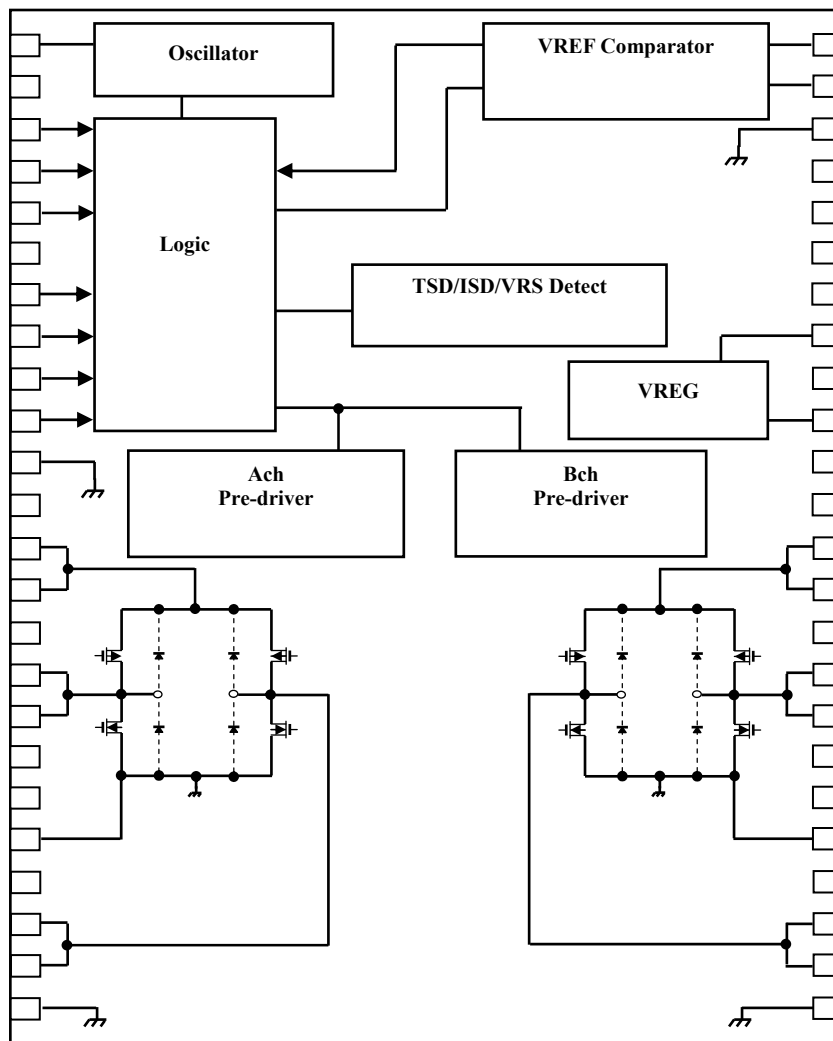 Oscillator
VREF Comparator
Logic
TSD/ISD/VRS Detect
VREG
Ach
Pre-driver
Bch
Pre-driver